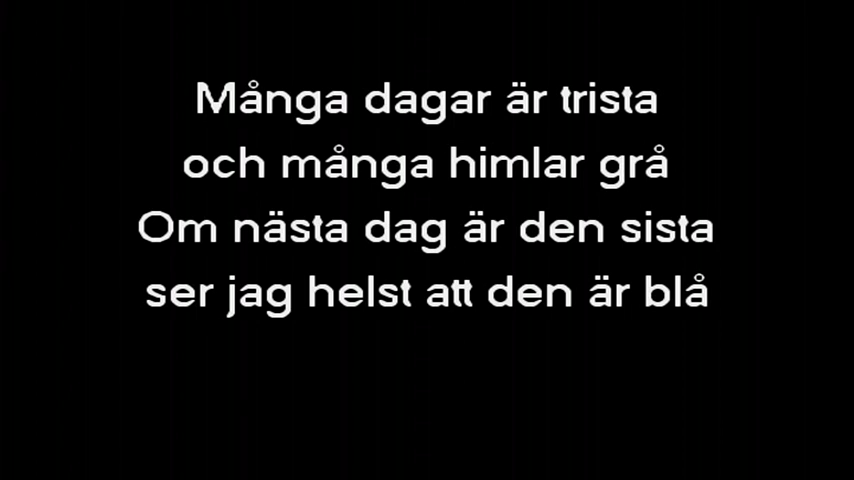 Många dagar är trista
och många himlar grå
Om nästa dag är den sista
ser jag helst att den är blå